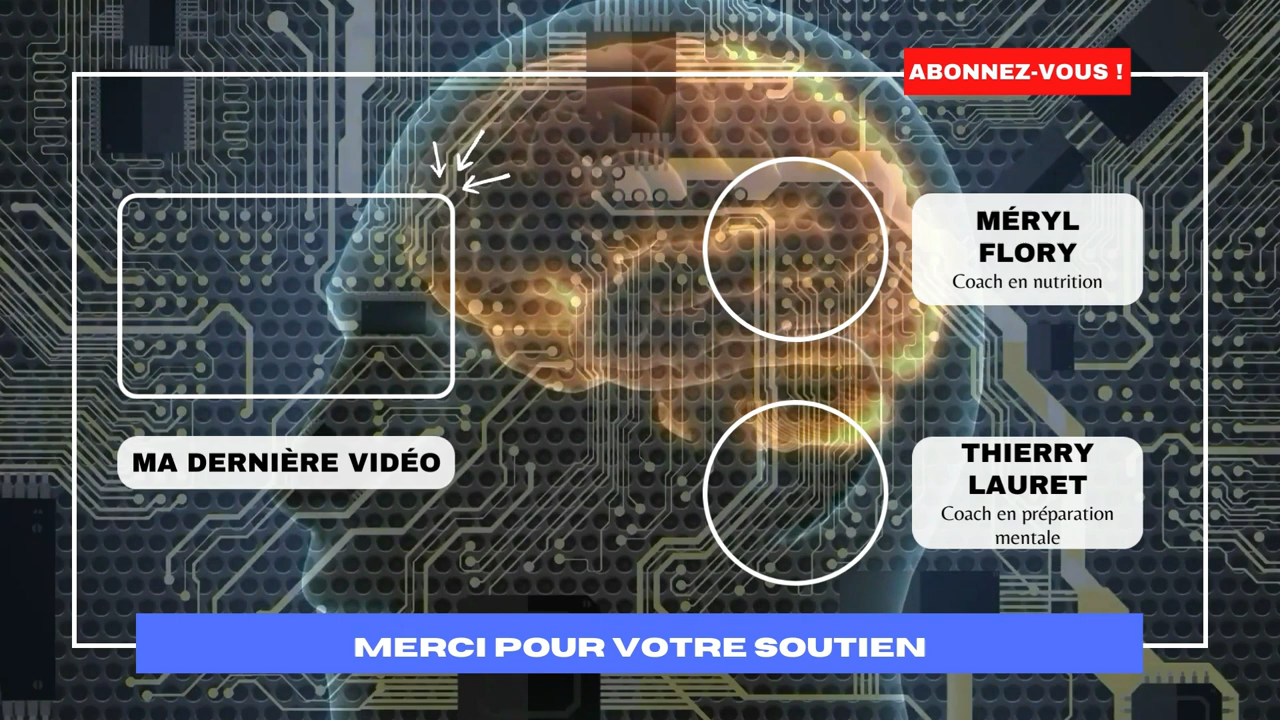 ABONNEZ-VOUS !
MÉRYL
FLORY
Coach en nutrition
MA DERNIÈRE VIDÉO
THIERRY
LAURET
Coach en préparation
mentale
MERCI POUR VOTRE SOUTIEN